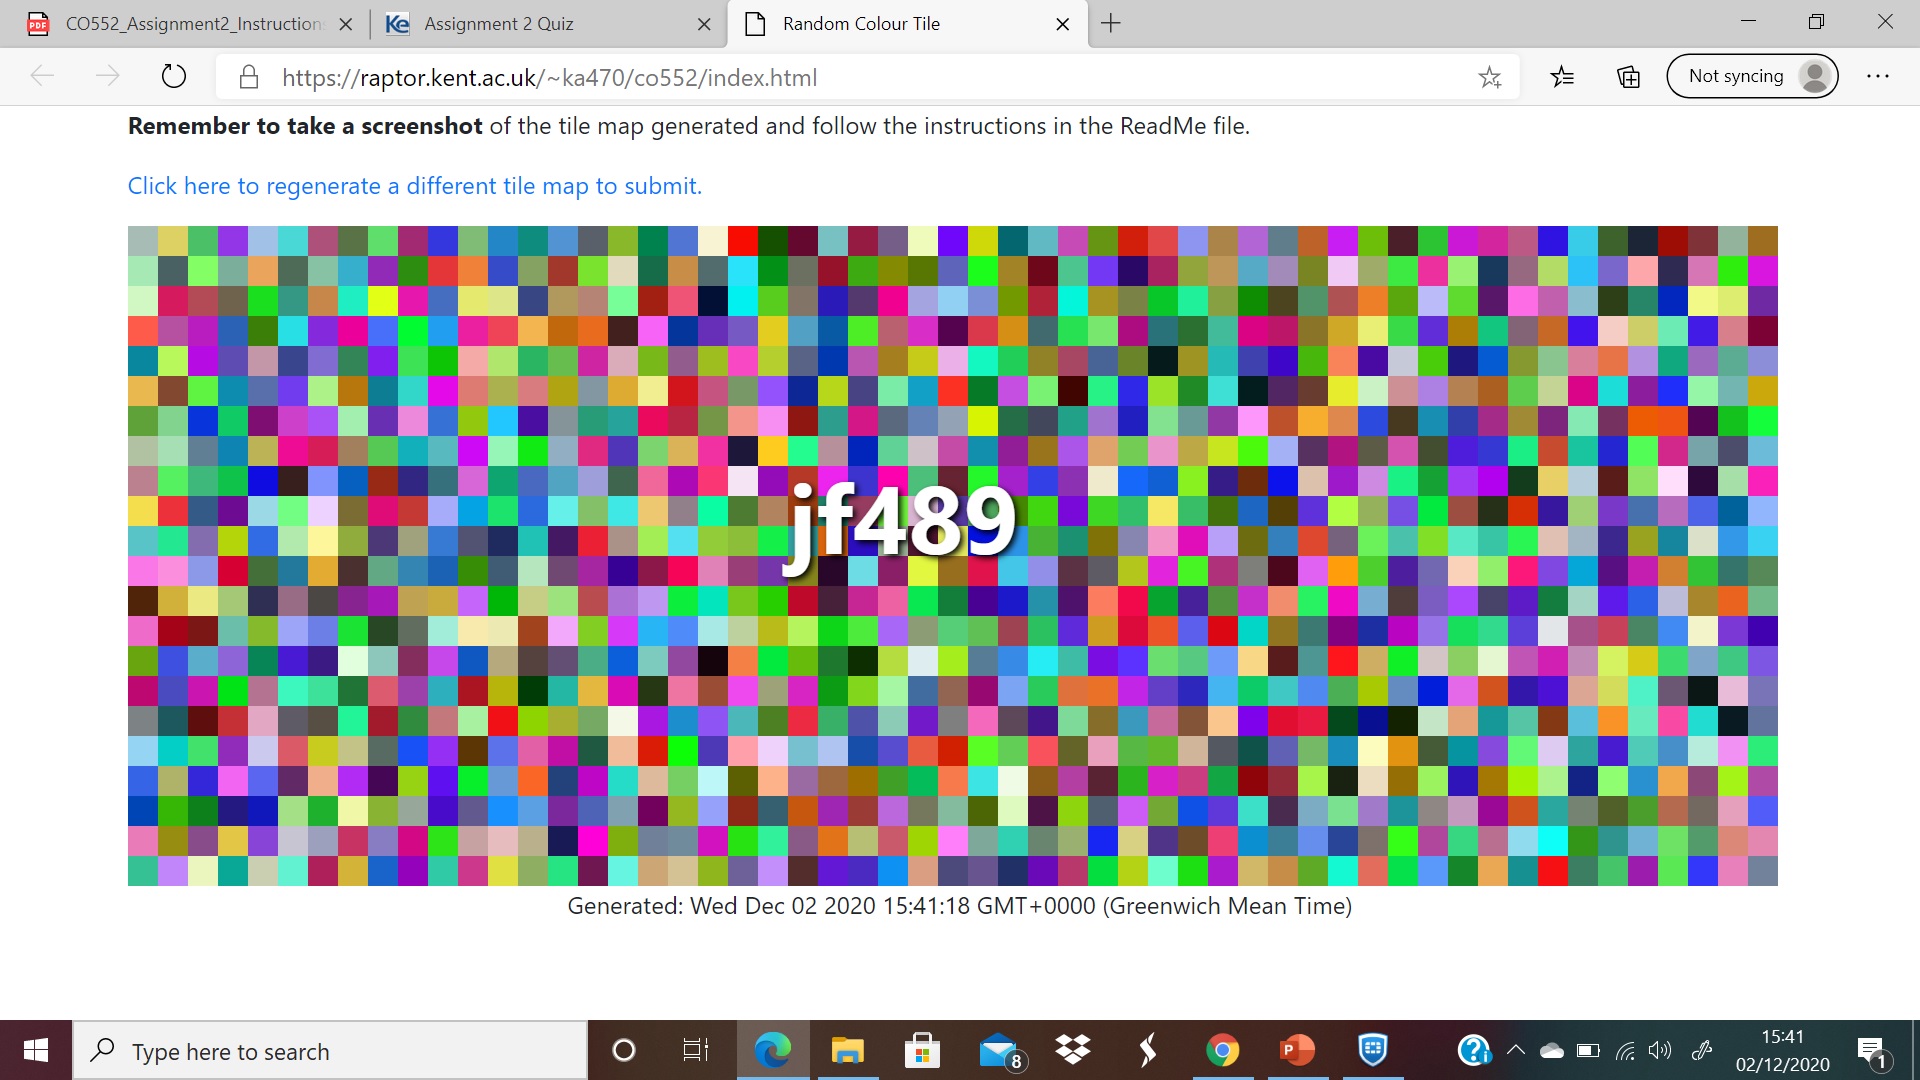 CO552_Assignment2_Instruction
Assignment 2 Quiz
Random Colour Tile
https://raptor.kent.ac.uk/~ka470/co552/index.html
Not syncing
Remember to take a screenshot of the tile map generated and follow the instructions in the ReadMe file.
Click here to regenerate a different tile map to submit.
jf489
Generated: Wed Dec 02 2020 15:41:18 GMT+0000 (Greenwich Mean Time)
Type here to search
8
15:41
02/12/2020
1